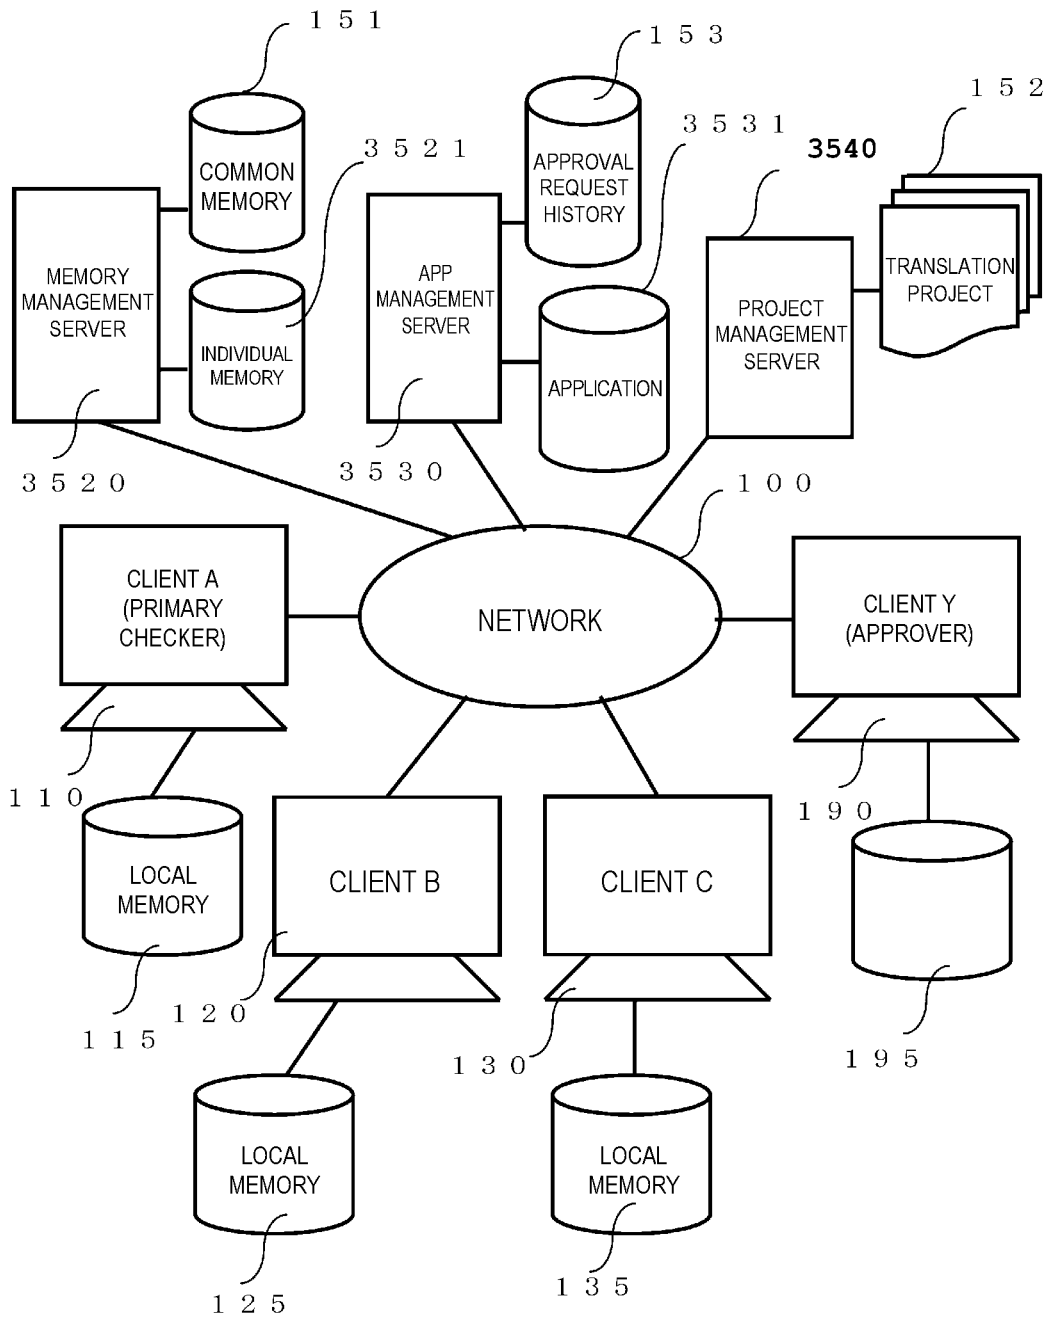 151
153
152
3521
3531
3540
COMMON
MEMORY
APPROVAL
REQUEST
HISTORY
MEMORY
MANAGEMENT
SERVER
APP
MANAGEMENT
SERVER
TRANSLATION
PROJECT
PROJECT
MANAGEMENT
SERVER
INDIVIDUAL
MEMORY
APPLICATION
3520
3530
100
CLIENT A
(PRIMARY
CHECKER)
NETWORK
CLIENT Y
(APPROVER)
110
190
LOCAL
MEMORY
CLIENT B
CLIENT C
115
120
130
195
LOCAL
MEMORY
LOCAL
MEMORY
125
135